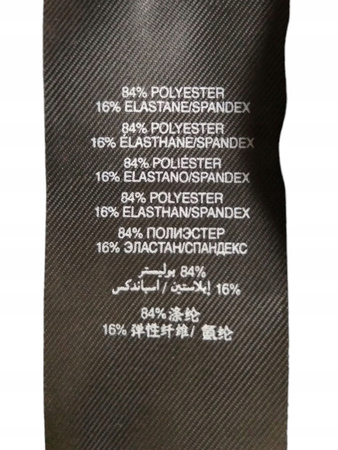 84% POLYESTER
16% ELASTANE/SPANDEX
84% POLYESTER
16% ÉLASTHANE/SPANDEX
84% POLIÉSTER
16% ELASTANO/SPANDEX
84% POLYESTER
16% ELASTHAN/SPANDEX
84% ПОЛИЭСТЕР
16% ЭЛАСТАН/СПАНДЕКС
84% بوليستر
16% إيلاستين / اسباندكس
84% 涤纶
16% 弹性纤维/ 氨纶